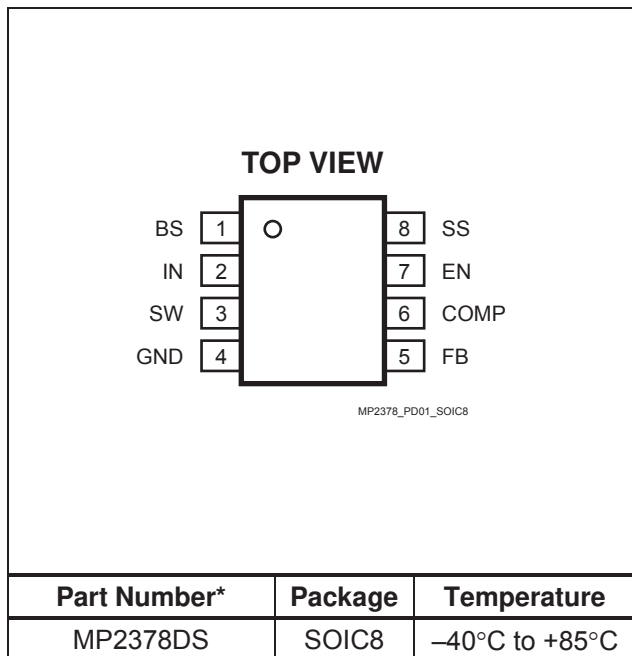 TOP VIEW
BS 1 8 SS
IN 2 7 EN
SW 3 6 COMP
GND 4 5 FB
MP2378_PD01_SOIC8
Part Number* Package Temperature
MP2378DS SOIC8 –40°C to +85°C